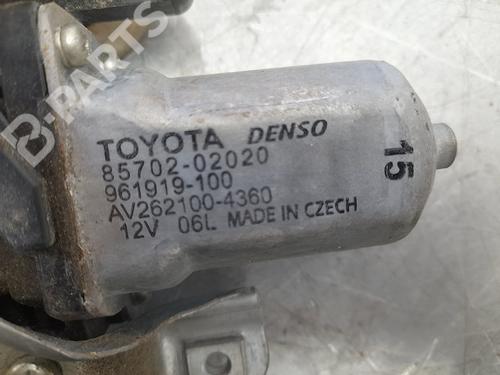 B-PARTS
TOYOTA DENSO
85702-02020
961919-100
AV262100-4360
12V 06L MADE IN CZECH
15